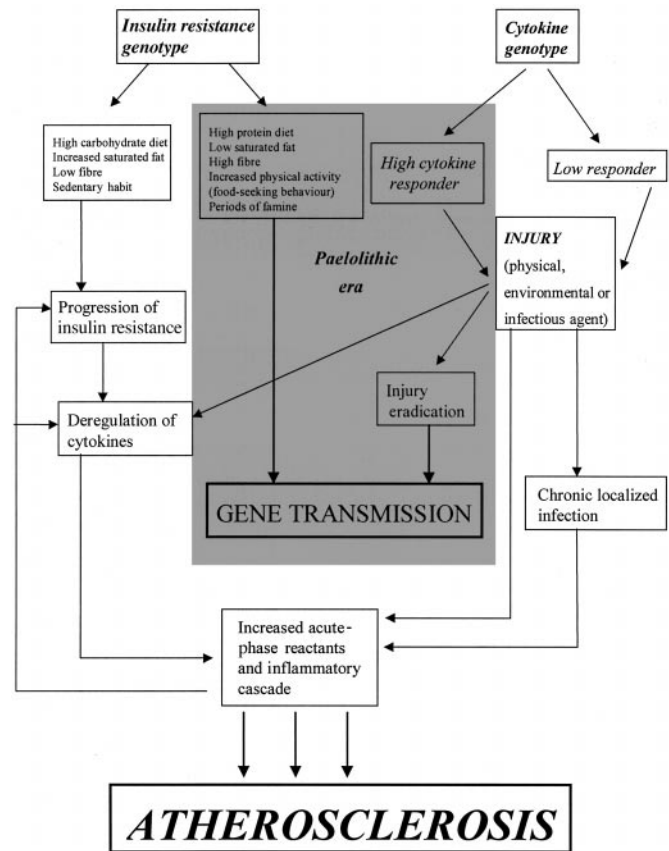 Insulin resistance
genotype
Cytokine
genotype
High carbohydrate diet
Increased saturated fat
Low fibre
Sedentary habit
High protein diet
Low saturated fat
High fibre
Increased physical activity
(food-seeking behaviour)
Periods of famine
High cytokine
responder
Low responder
Paelolithic
era
INJURY
(physical,
environmental or
infectious agent)
Progression of
insulin resistance
Deregulation of
cytokines
Injury
eradication
GENE TRANSMISSION
Chronic localized
infection
Increased acute-
phase reactants
and inflammatory
cascade
ATHEROSCLEROSIS